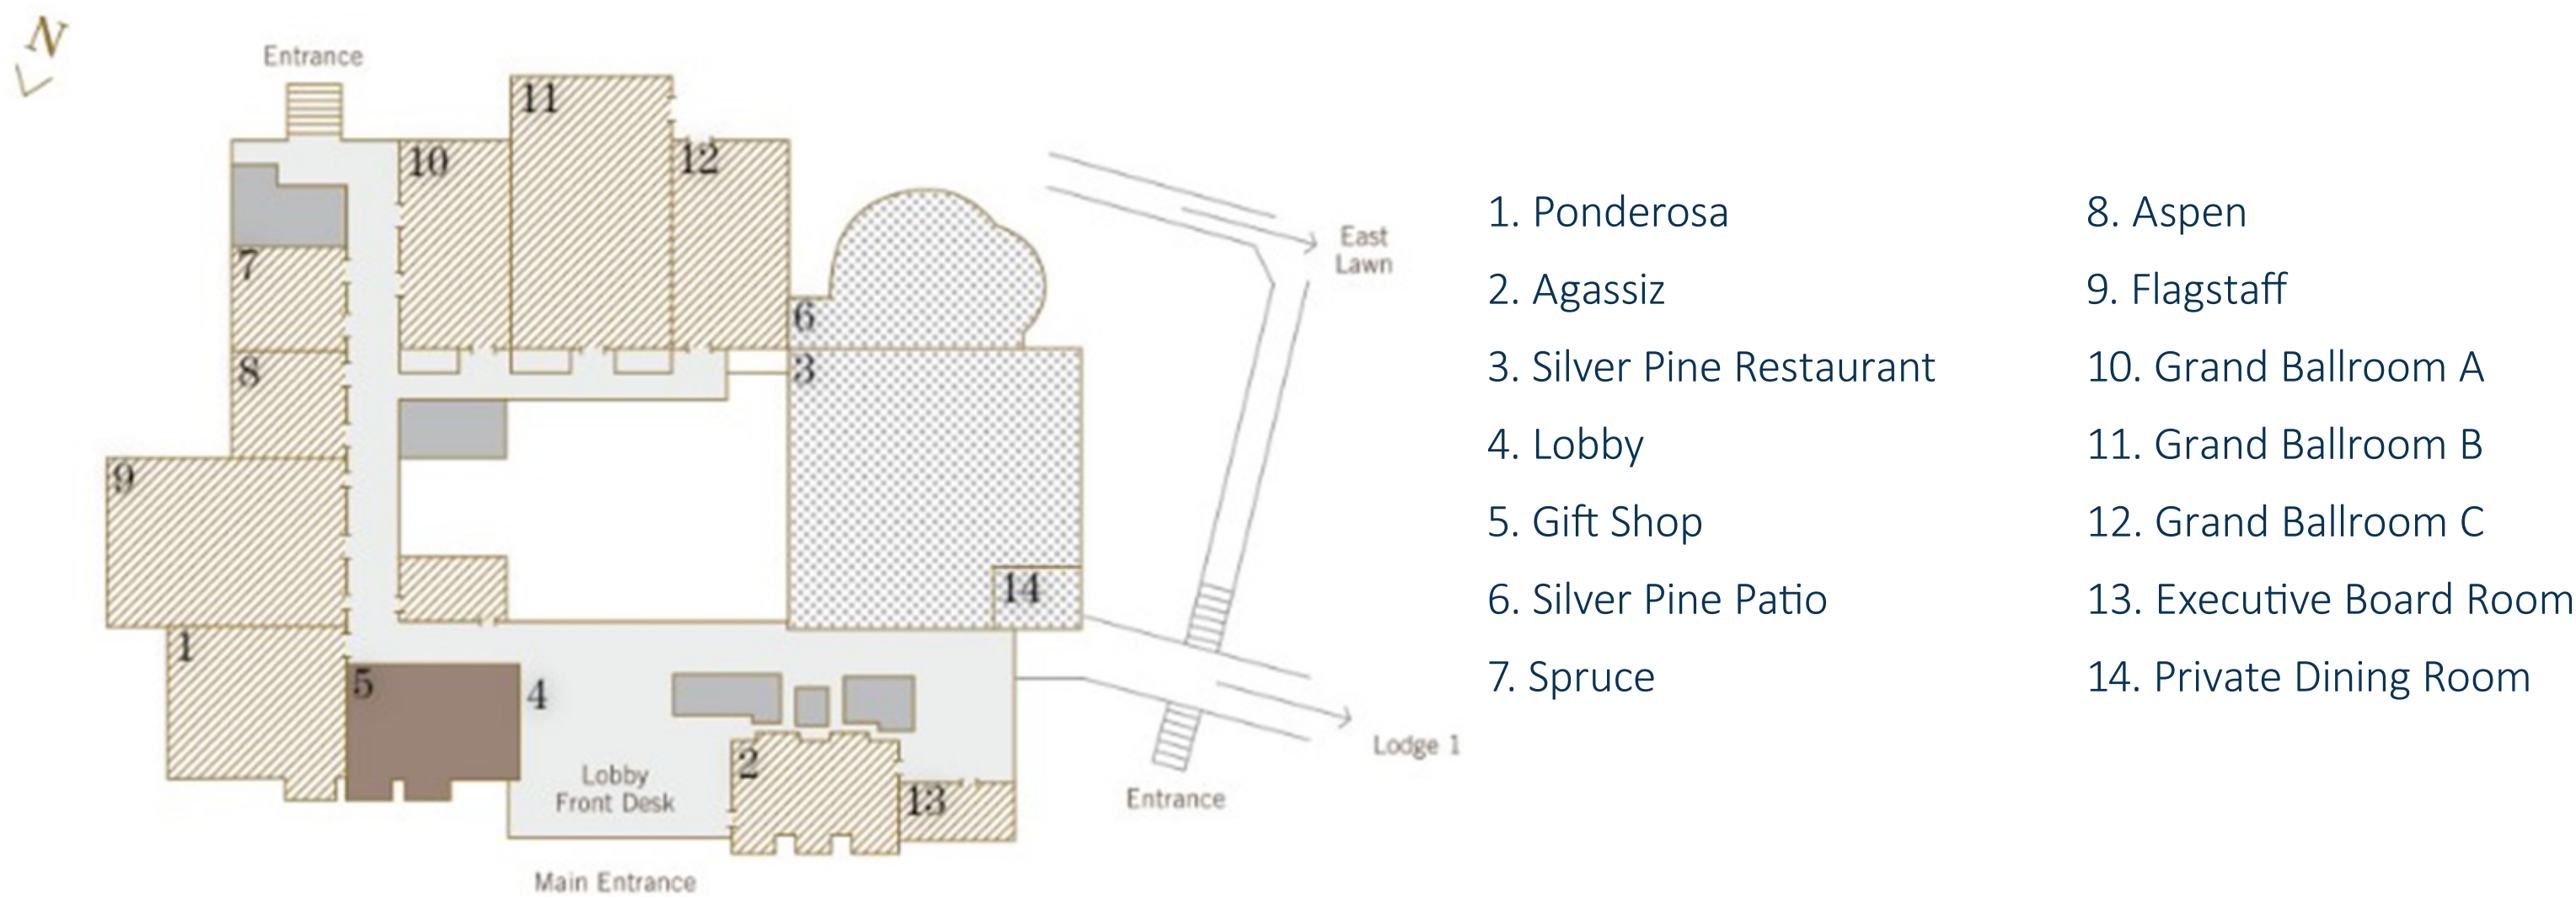 N
Entrance
11
10
12
7
6
8
3
9
14
1
5
4
2
13
Lobby
Front Desk
Main Entrance
East
Lawn
Lodge 1
Entrance
1. Ponderosa
2. Agassiz
3. Silver Pine Restaurant
4. Lobby
5. Gift Shop
6. Silver Pine Patio
7. Spruce
8. Aspen
9. Flagstaff
10. Grand Ballroom A
11. Grand Ballroom B
12. Grand Ballroom C
13. Executive Board Room
14. Private Dining Room